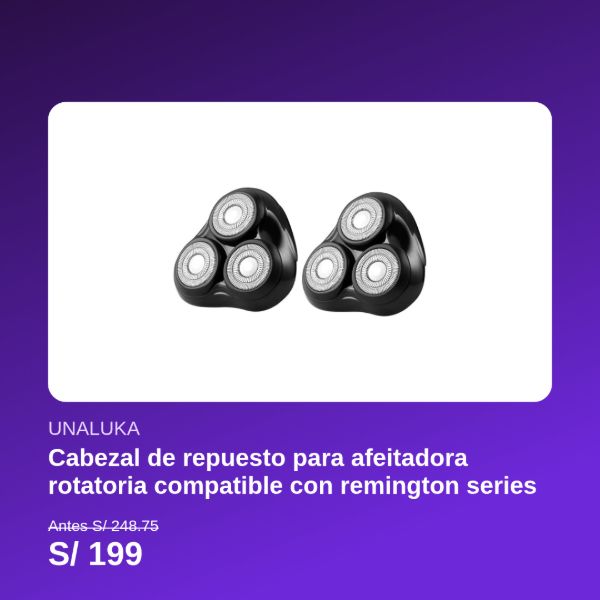 UNALUKA
Cabezal de repuesto para afeitadora
rotatoria compatible con remington series
Antes S/ 248.75
S/ 199